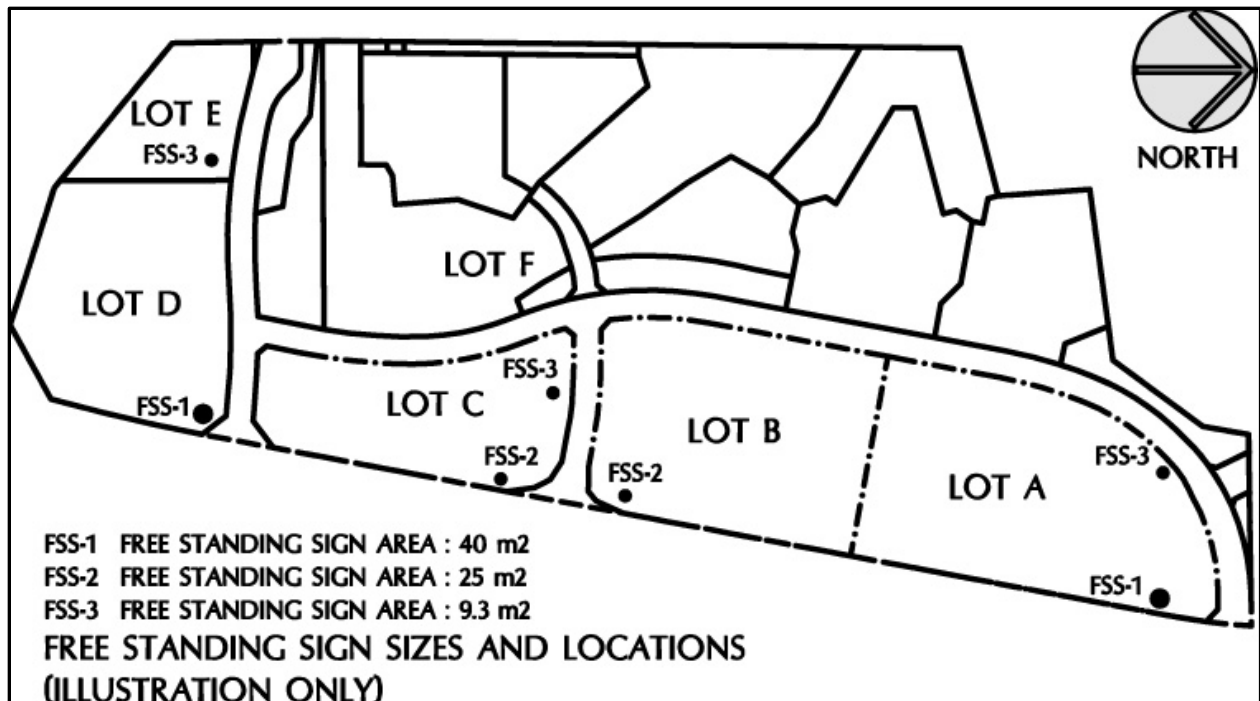 NORTH
LOT E
FSS-3
LOT D
FSS-1
LOT F
LOT C
FSS-3
FSS-2
LOT B
FSS-2
LOT A
FSS-3
FSS-1
FSS-1 FREE STANDING SIGN AREA : 40 m2
FSS-2 FREE STANDING SIGN AREA : 25 m2
FSS-3 FREE STANDING SIGN AREA : 9.3 m2
FREE STANDING SIGN SIZES AND LOCATIONS
(ILLUSTRATION ONLY)